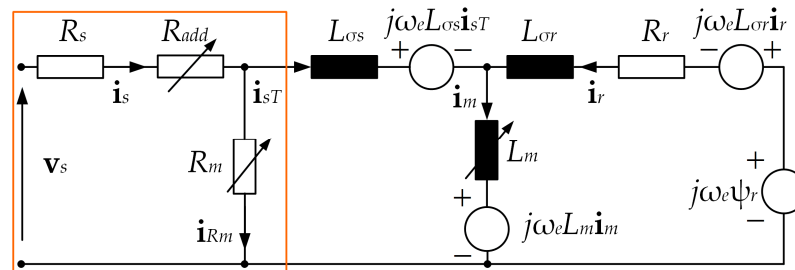 Rs Radd Lσs jωeLσsisT Lσr Rr jωeLσrir
+ − − +
is isT im ir
Rm Lm
vs
+ +
jωeψr
iRm jωeLmim −
−